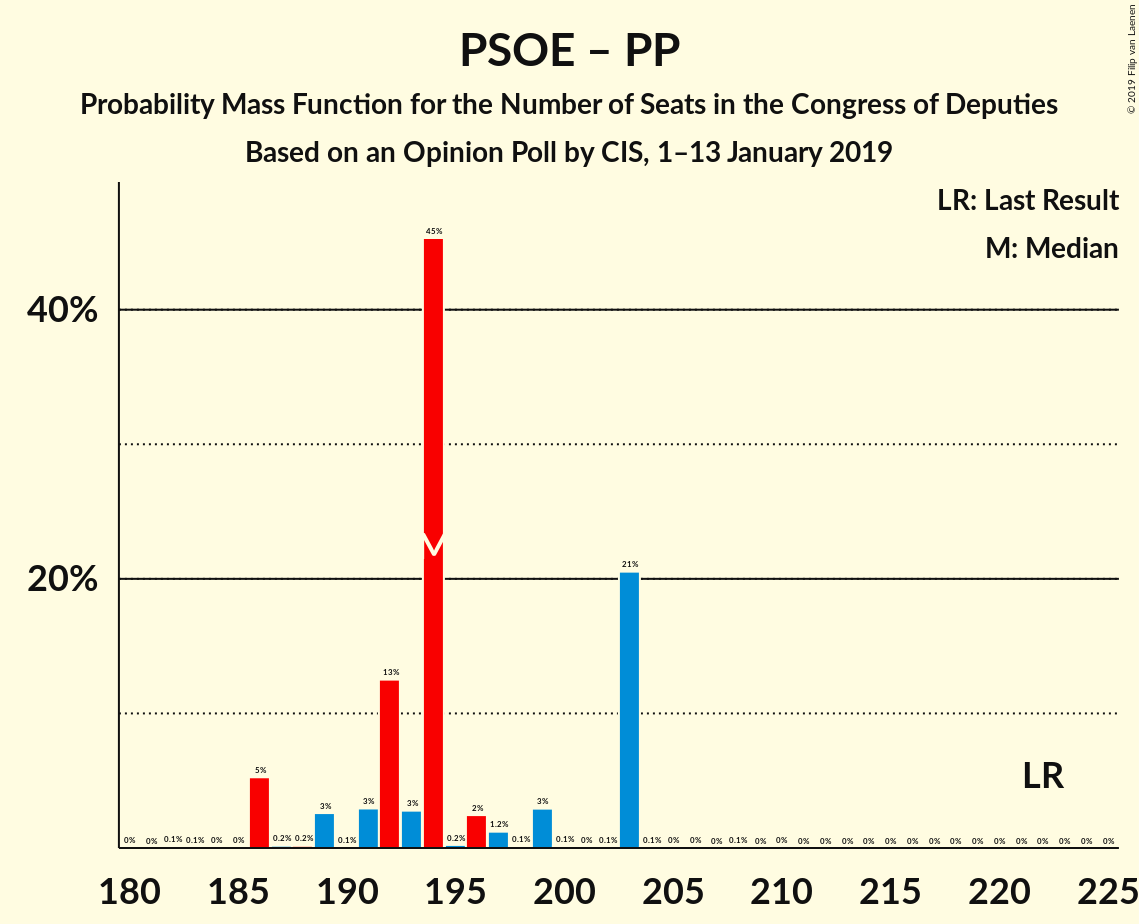 PSOE – PP
Probability Mass Function for the Number of Seats in the Congress of Deputies
Based on an Opinion Poll by CIS, 1–13 January 2019
© 2019 Filip van Laenen
LR: Last Result
M: Median
40%
20%
0% 0% 0.1% 0.1% 0% 0% 5% 0.2% 0.2% 3% 0.1% 3% 13% 3% 45% 0.2% 2% 1.2% 0.1% 3% 0.1% 0% 0.1% 21% 0.1% 0% 0% 0% 0.1% 0% 0% 0% 0% 0% 0% 0% 0% 0% 0% 0% 0% 0% 0% 0% 0% 0%
LR
180 185 190 195 200 205 210 215 220 225